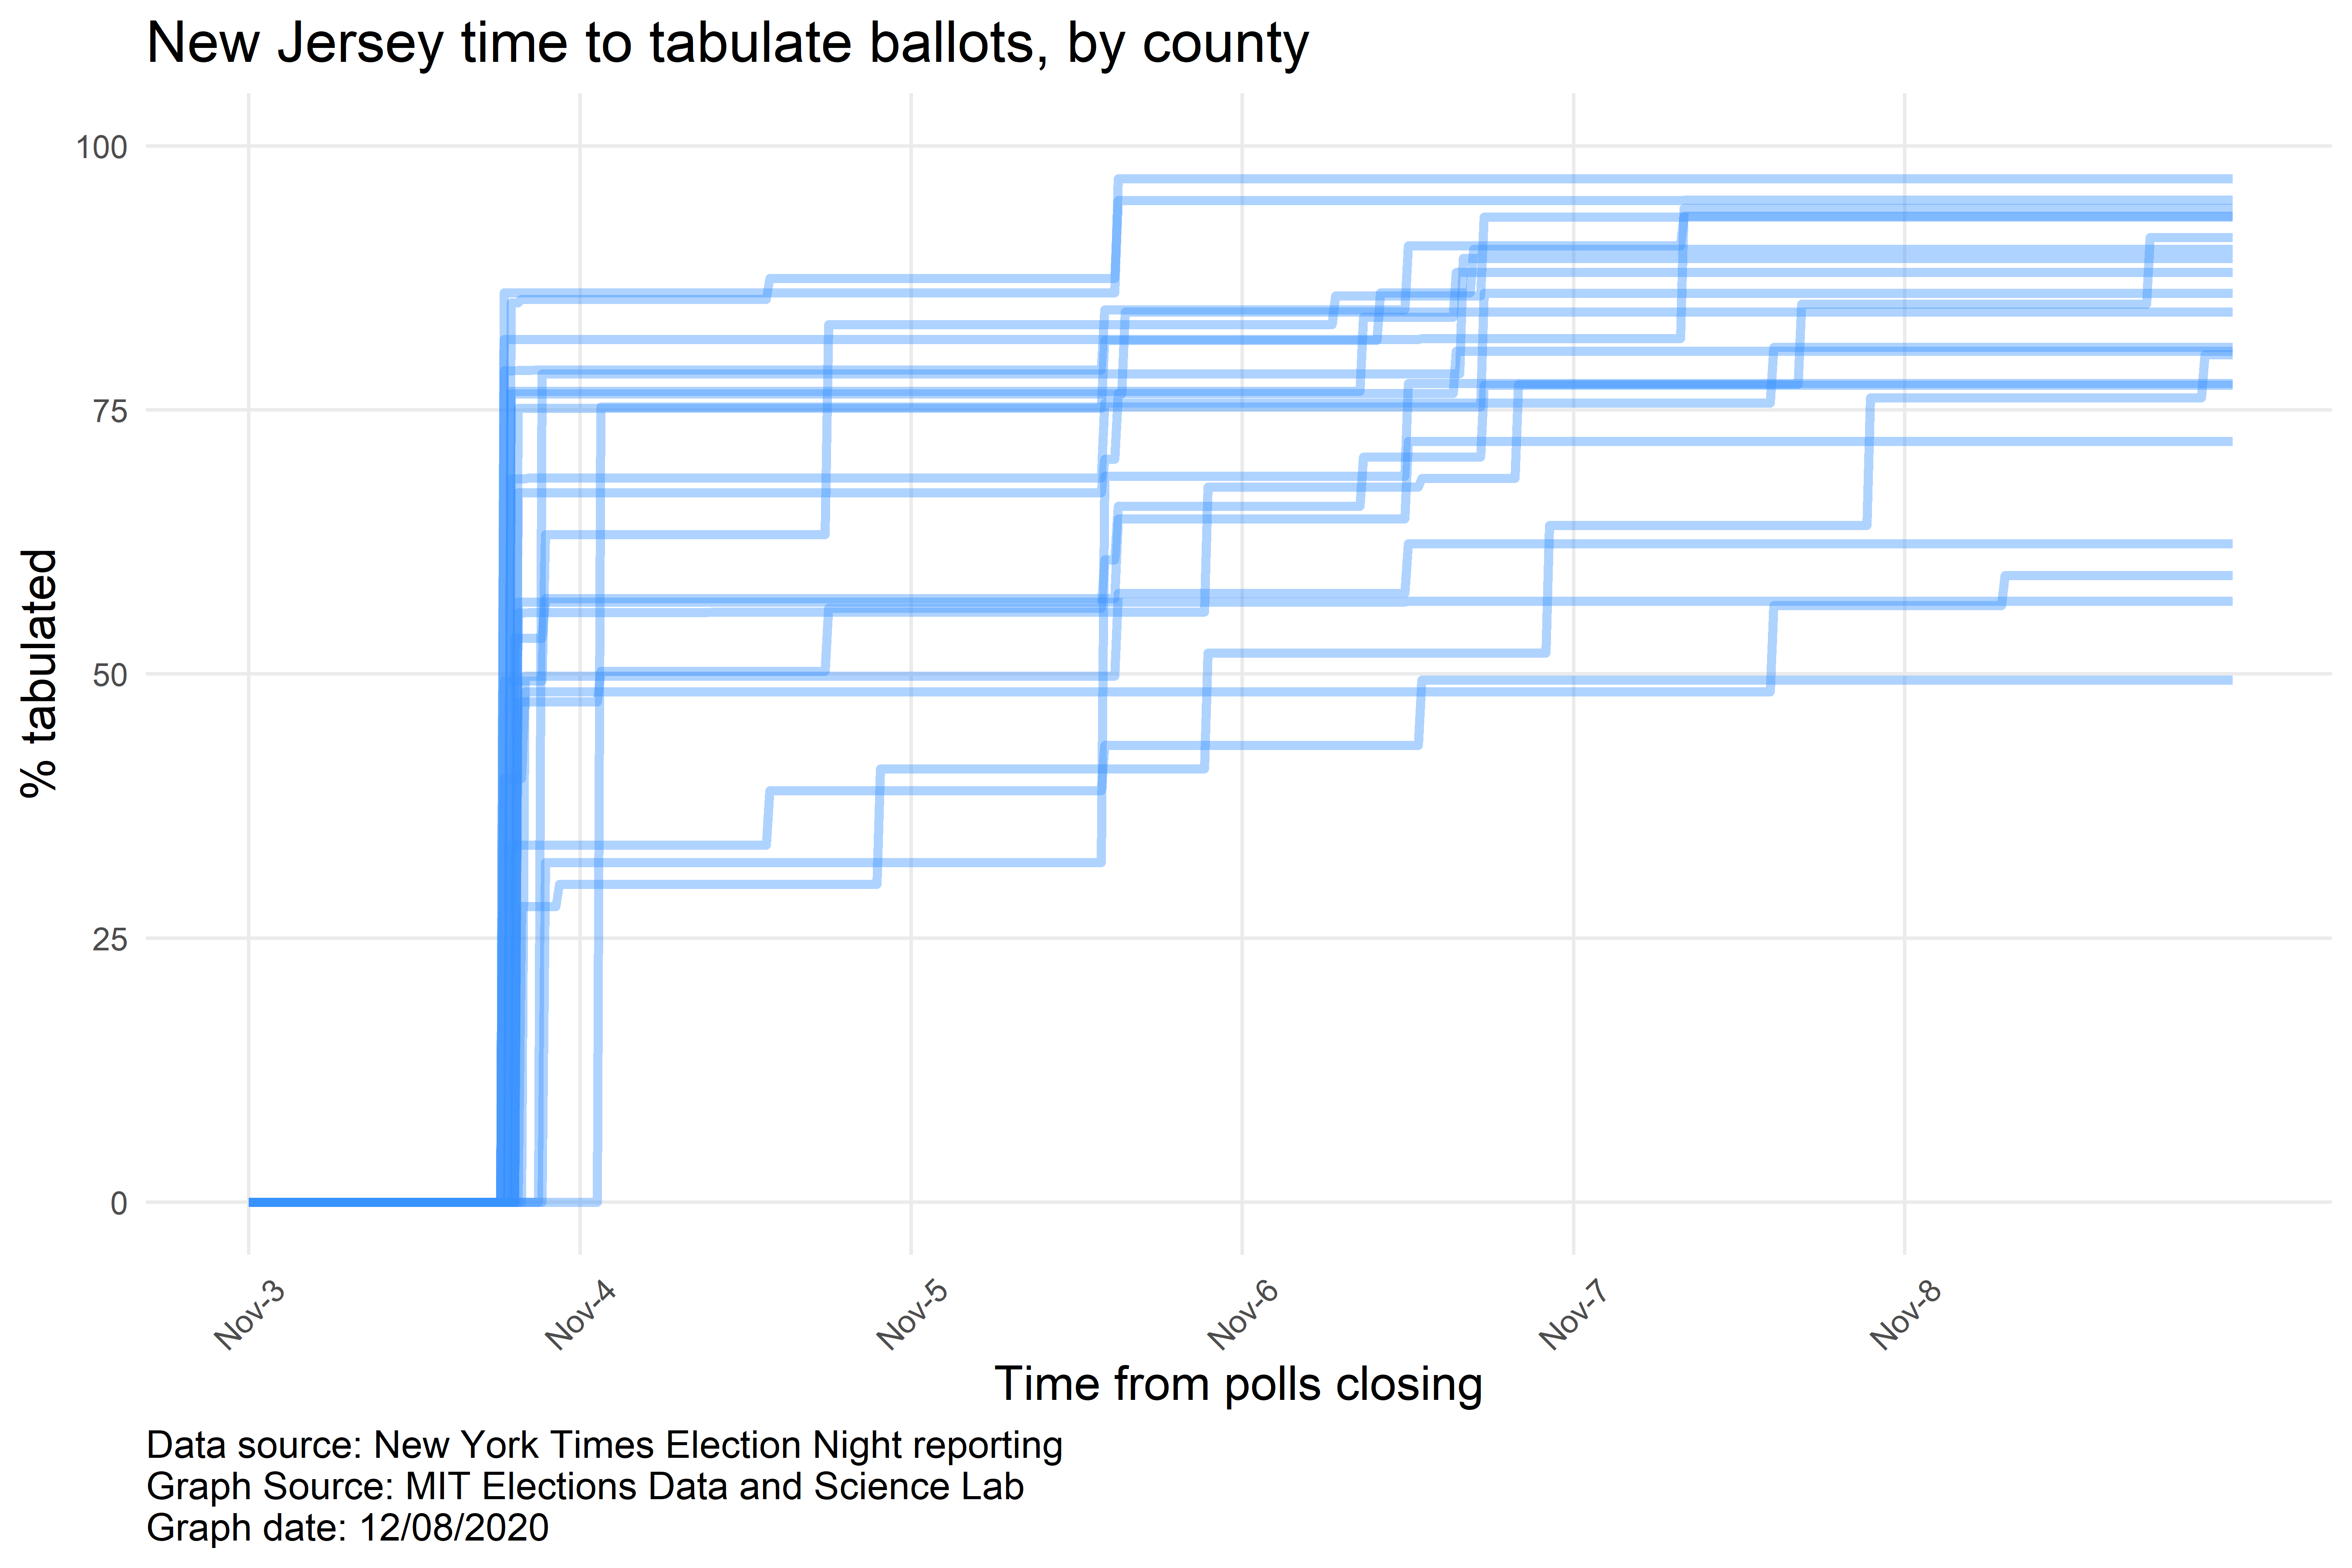 New Jersey time to tabulate ballots, by county
100
75
50
25
0
% tabulated
Nov-3
Nov-4
Nov-5
Nov-6
Nov-7
Nov-8
Time from polls closing
Data source: New York Times Election Night reporting
Graph Source: MIT Elections Data and Science Lab
Graph date: 12/08/2020